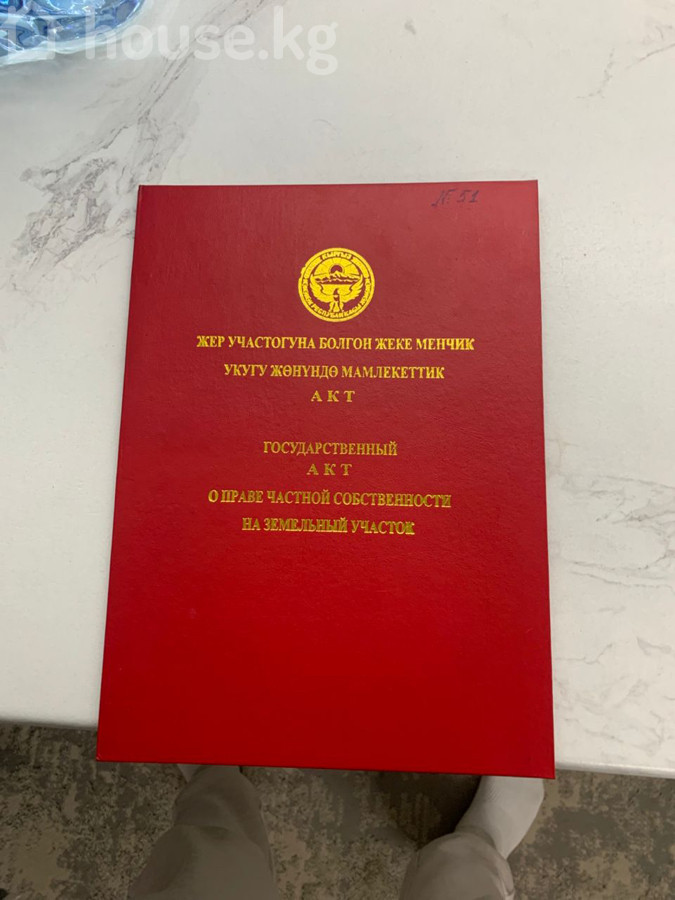 house.kg
51
ЖЕР УЧАСТОГУНА БОЛГОН ЖЕКЕ МЕНЧИК
УКУГУ ЖӨНҮНДӨ МАМЛЕКЕТТИК
АКТ
ГОСУДАРСТВЕННЫЙ
АКТ
О ПРАВЕ ЧАСТНОЙ СОБСТВЕННОСТИ
НА ЗЕМЕЛЬНЫЙ УЧАСТОК